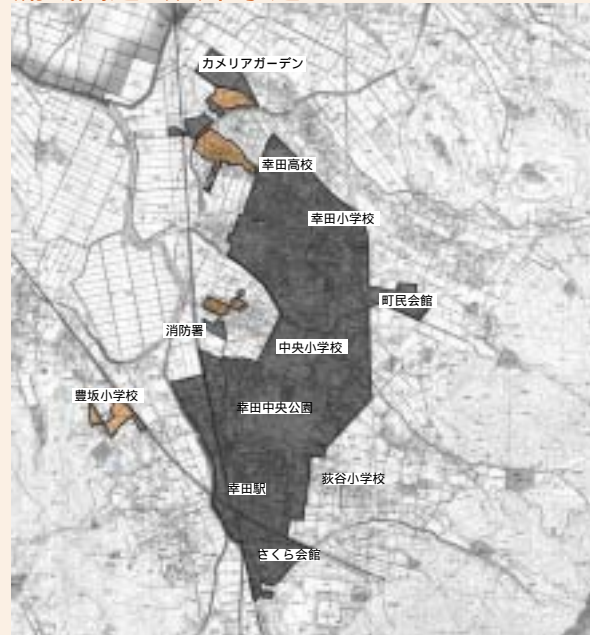 カメリアガーデン
幸田高校
幸田小学校
町民会館
消防署
中央小学校
豊坂小学校
幸田中央公園
荻谷小学校
幸田駅
さくら会館